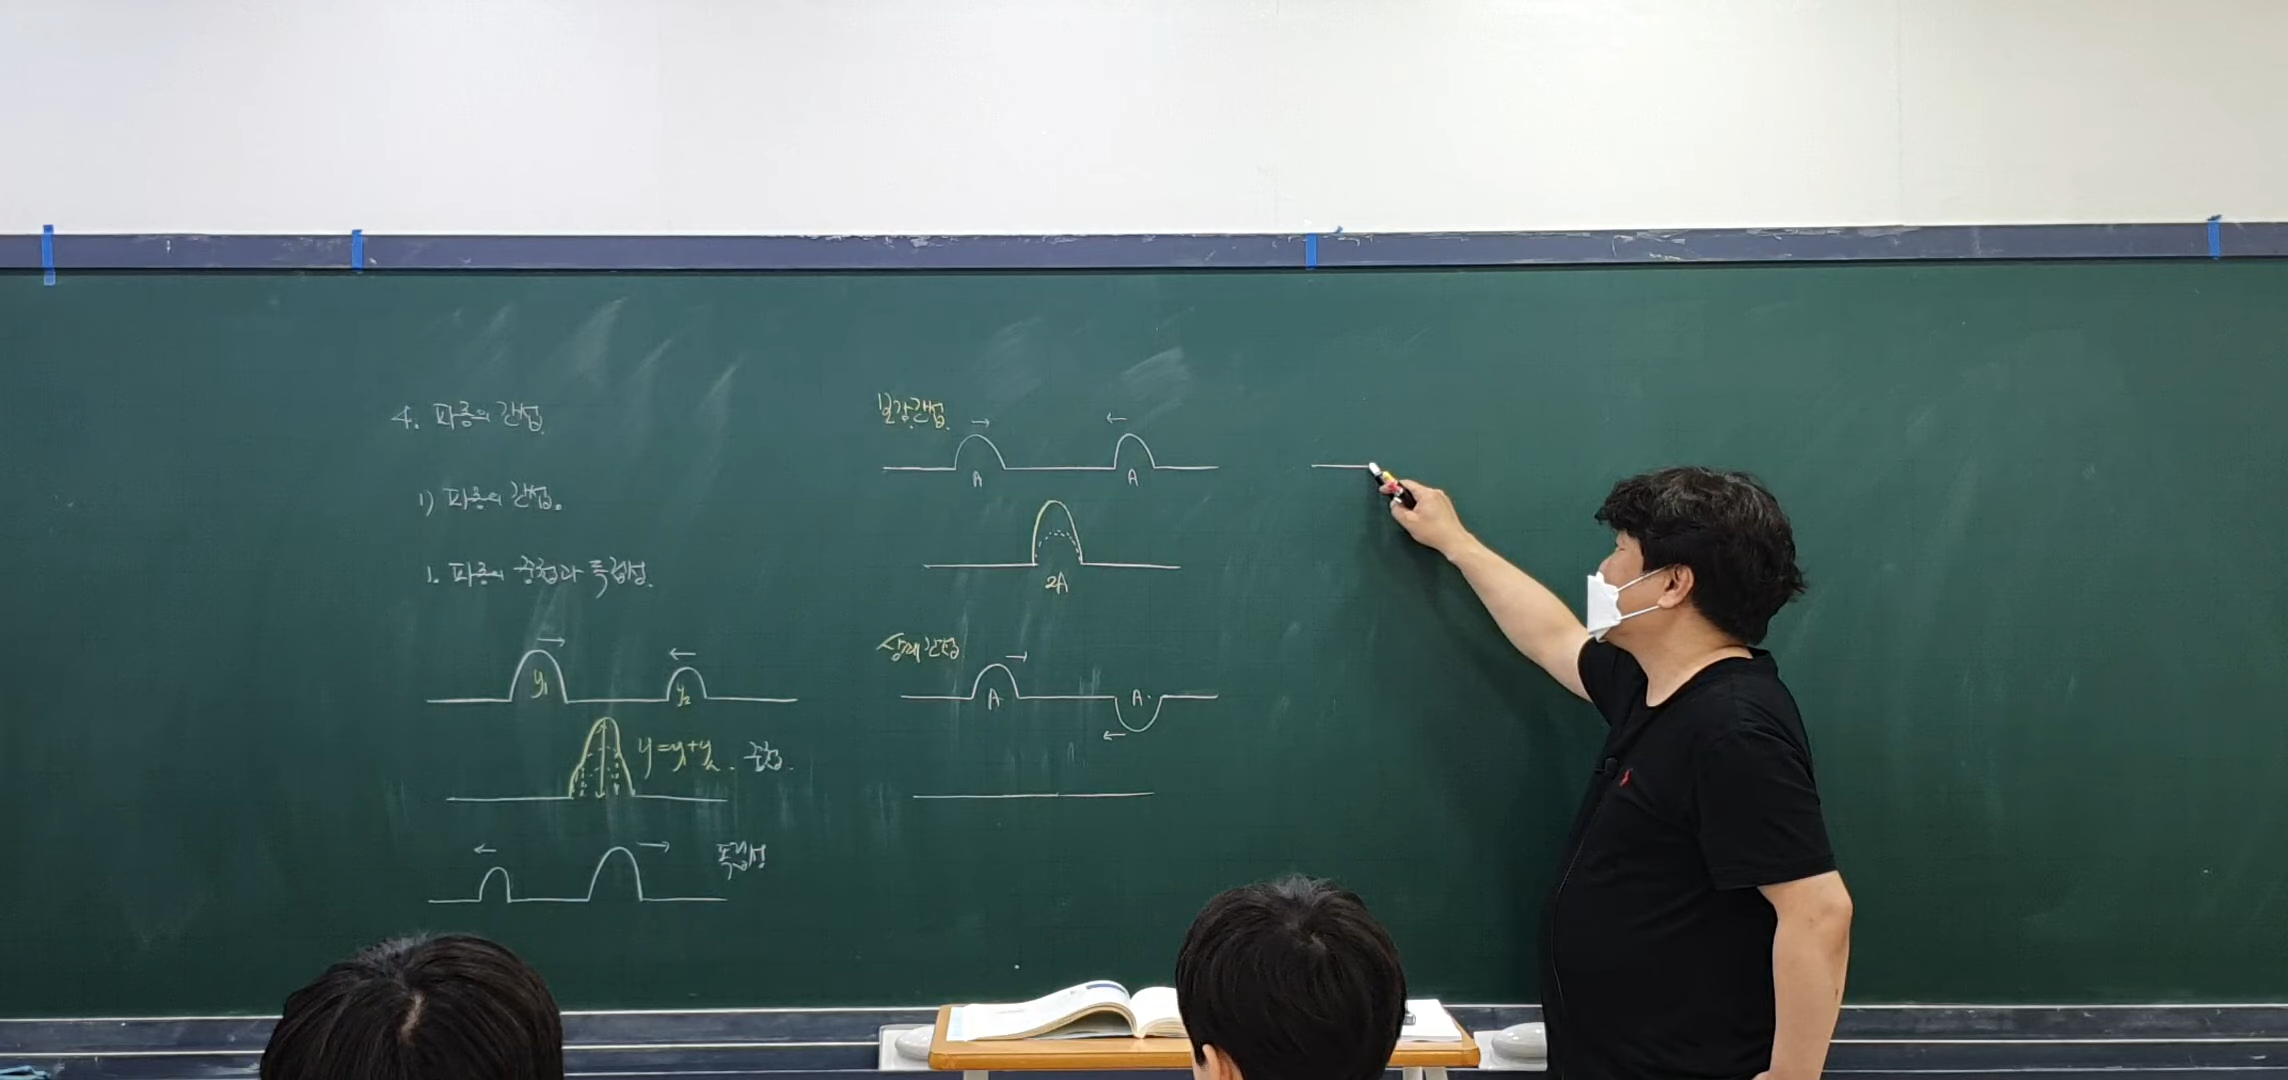 4. 파동의 간섭
1) 파동의 간섭.
1. 파동의 중첩과 독립성.
y₁
y₂
y=y₁+y₂. 중첩.
독립성
보강간섭.
A
A
2A
상쇄간섭
A
A